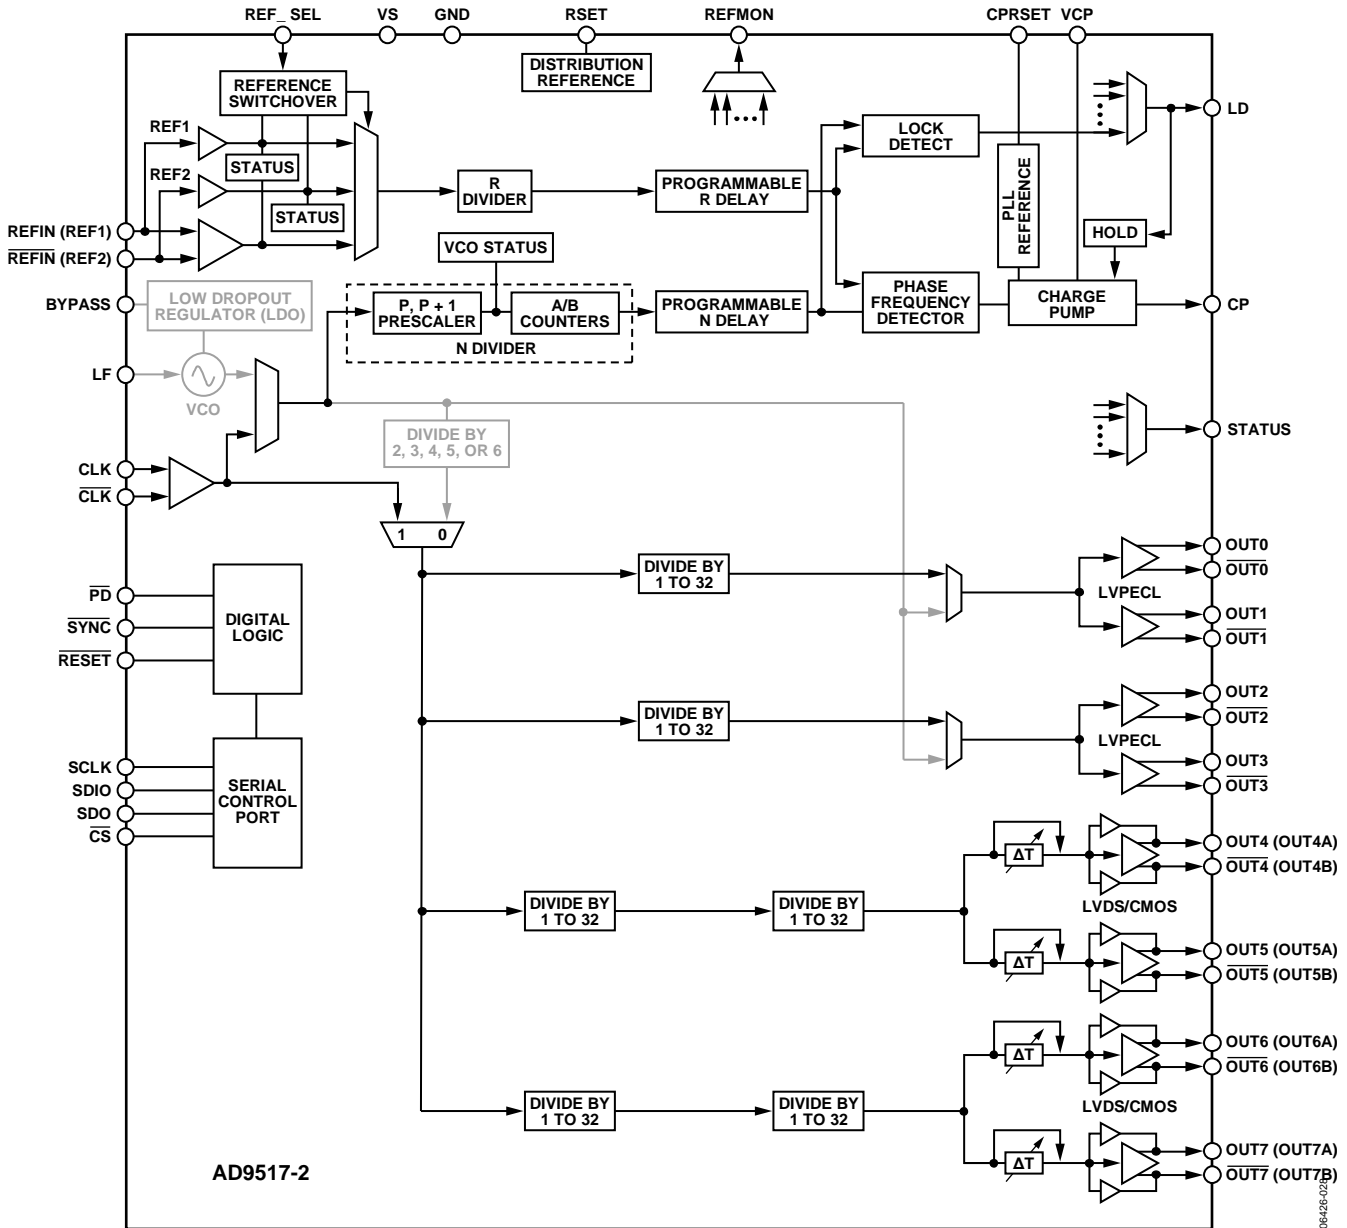 REF_ SEL
VS
GND
RSET
REFMON
CPRSET
VCP
DISTRIBUTION
REFERENCE
REFERENCE
SWITCHOVER
REF1
STATUS
REF2
STATUS
REFIN (REF1)
REFIN (REF2)
R
DIVIDER
PROGRAMMABLE
R DELAY
LOCK
DETECT
LD
PLL
REFERENCE
HOLD
VCO STATUS
BYPASS
LOW DROPOUT
REGULATOR (LDO)
P, P + 1
PRESCALER
A/B
COUNTERS
N DIVIDER
PROGRAMMABLE
N DELAY
PHASE
FREQUENCY
DETECTOR
CHARGE
PUMP
CP
LF
VCO
DIVIDE BY
2, 3, 4, 5, OR 6
STATUS
CLK
CLK
1
0
PD
SYNC
RESET
DIGITAL
LOGIC
SCLK
SDIO
SDO
CS
SERIAL
CONTROL
PORT
DIVIDE BY
1 TO 32
LVPECL
OUT0
OUT0
OUT1
OUT1
DIVIDE BY
1 TO 32
LVPECL
OUT2
OUT2
OUT3
OUT3
DIVIDE BY
1 TO 32
DIVIDE BY
1 TO 32
ΔT
OUT4 (OUT4A)
OUT4 (OUT4B)
LVDS/CMOS
ΔT
OUT5 (OUT5A)
OUT5 (OUT5B)
DIVIDE BY
1 TO 32
DIVIDE BY
1 TO 32
ΔT
OUT6 (OUT6A)
OUT6 (OUT6B)
LVDS/CMOS
ΔT
OUT7 (OUT7A)
OUT7 (OUT7B)
AD9517-2
06426-028